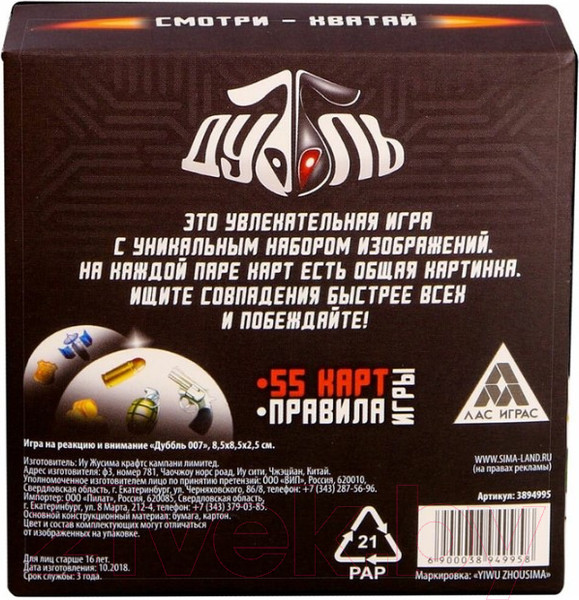 СМОТРИ - ХВАТАЙ
ДУББЛЬ
ЭТО УВЛЕКАТЕЛЬНАЯ ИГРА
С УНИКАЛЬНЫМ НАБОРОМ ИЗОБРАЖЕНИЙ.
НА КАЖДОЙ ПАРЕ КАРТ ЕСТЬ ОБЩАЯ КАРТИНКА.
ИЩИТЕ СОВПАДЕНИЯ БЫСТРЕЕ ВСЕХ
И ПОБЕЖДАЙТЕ!
•55 КАРТ
•ПРАВИЛА
ИГРЫ
ЛАС ИГРАС
WWW.SIMA-LAND.RU
(на правах рекламы)
Артикул: 3894995
Игра на реакцию и внимание «Дуббль 007», 8,5х8,5х2,5 см.
Изготовитель: Иу Жусима крафтс кампани лимитед.
Адрес изготовителя: ф3, номер 781, Чаочжоу норс роад, Иу сити, Чжэцзян, Китай.
Уполномоченное изготовителем лицо по принятию претензий: ООО «ВИП», Россия, 620010,
Свердловская область, г. Екатеринбург, ул. Черняховского, 86/8, телефон: +7 (343) 287-56-96.
Импортер: ООО «Пилат», Россия, 620085, Свердловская область,
г. Екатеринбург, ул. 8 Марта, 212-4, телефон: +7 (343) 379-03-85.
Основной конструкционный материал: бумага, картон.
Цвет и состав комплектующих могут отличаться
от изображенных на упаковке.
Для лиц старше 16 лет.
Дата изготовления: 10.2018.
Срок службы: 3 года.
21
PAP
6 900038 949958
Маркировка: «YIWU ZHOUSIMA»
livekby